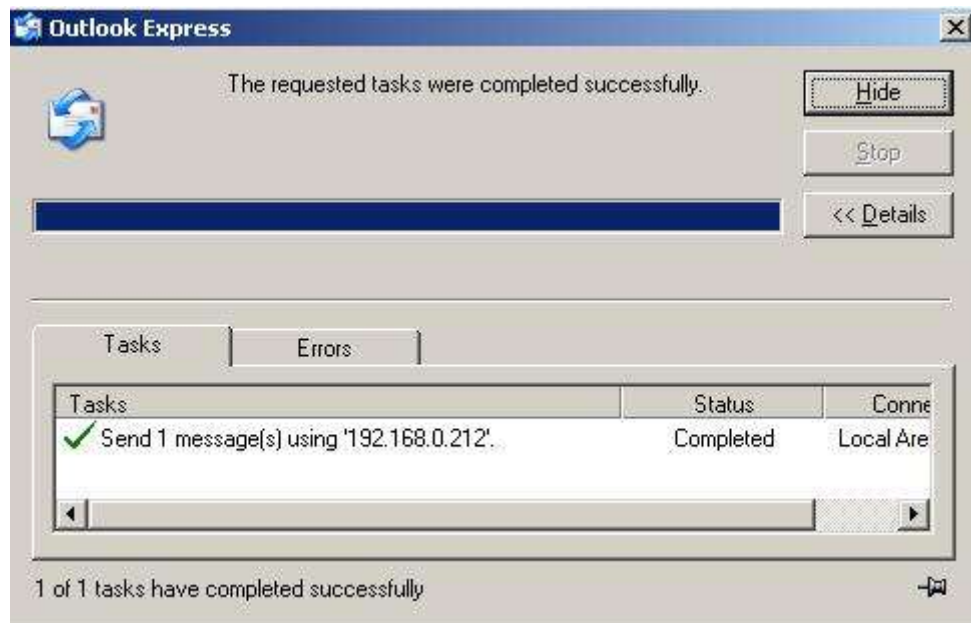 Outlook Express
The requested tasks were completed successfully.
Hide
Stop
<< Details
Tasks Errors
Tasks Status Conne
Send 1 message(s) using '192.168.0.212'. Completed Local Are
1 of 1 tasks have completed successfully